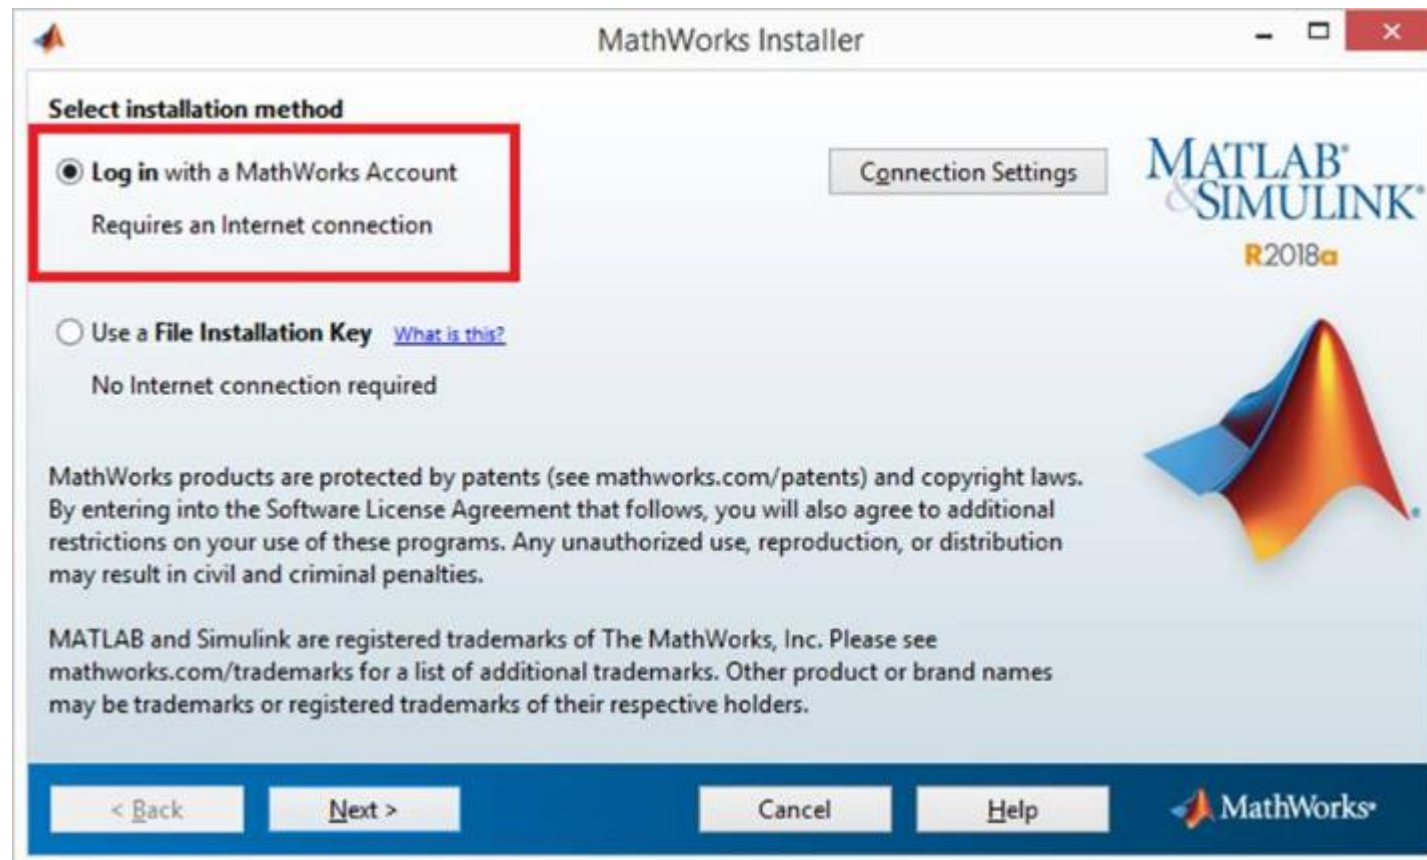 MathWorks Installer
Select installation method
Log in with a MathWorks Account
Requires an Internet connection
Connection Settings
MATLAB®
&SIMULINK®
R2018a
Use a File Installation Key What is this?
No Internet connection required
MathWorks products are protected by patents (see mathworks.com/patents) and copyright laws.
By entering into the Software License Agreement that follows, you will also agree to additional
restrictions on your use of these programs. Any unauthorized use, reproduction, or distribution
may result in civil and criminal penalties.
MATLAB and Simulink are registered trademarks of The MathWorks, Inc. Please see
mathworks.com/trademarks for a list of additional trademarks. Other product or brand names
may be trademarks or registered trademarks of their respective holders.
< Back Next > Cancel Help MathWorks®